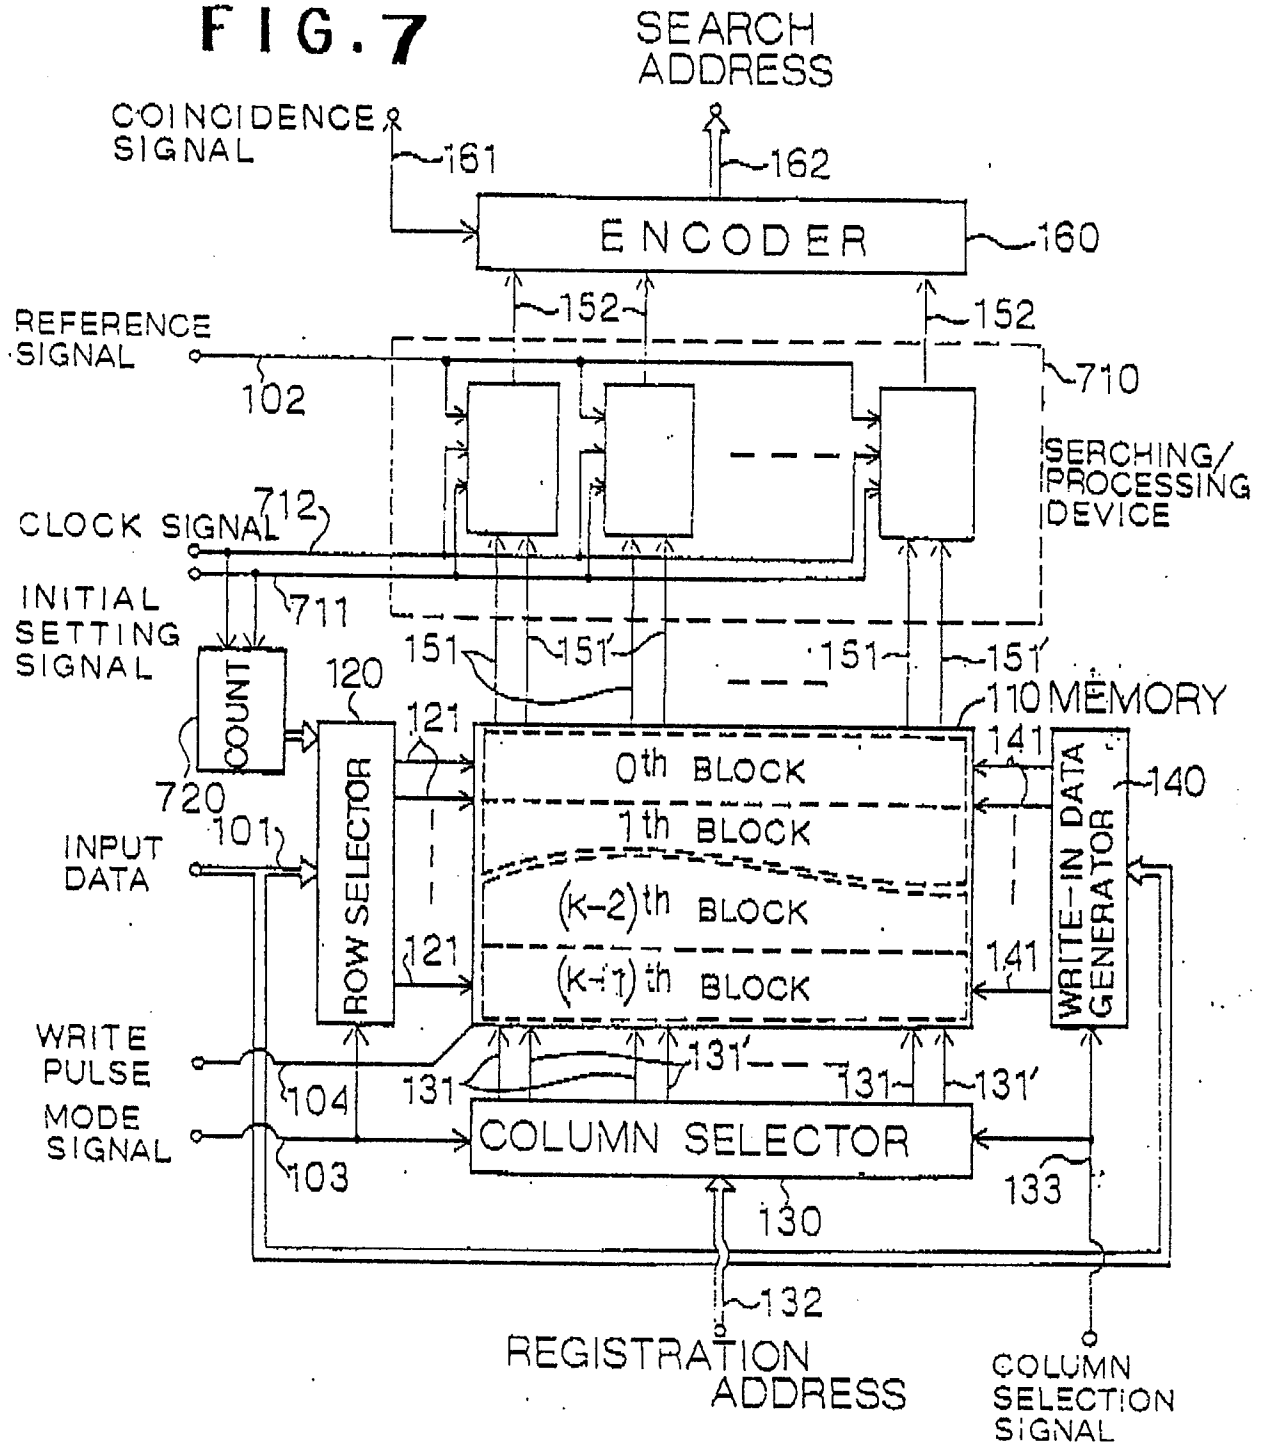 FIG.7
SEARCH
ADDRESS
COINCIDENCE
SIGNAL
161
162
ENCODER
160
152
152
REFERENCE
SIGNAL
102
710
SERCHING/
PROCESSING
DEVICE
712
CLOCK SIGNAL
711
INITIAL
SETTING
SIGNAL
151
151'
151
151'
COUNT
720
120
121
110 MEMORY
141
140
0th BLOCK
1th BLOCK
(K-2)th BLOCK
(K-1)th BLOCK
101
INPUT
DATA
ROW SELECTOR
WRITE-IN DATA
GENERATOR
121
141
WRITE
PULSE
104
131
131'
131
131'
MODE
SIGNAL
103
COLUMN SELECTOR
133
130
132
REGISTRATION
ADDRESS
COLUMN
SELECTION
SIGNAL